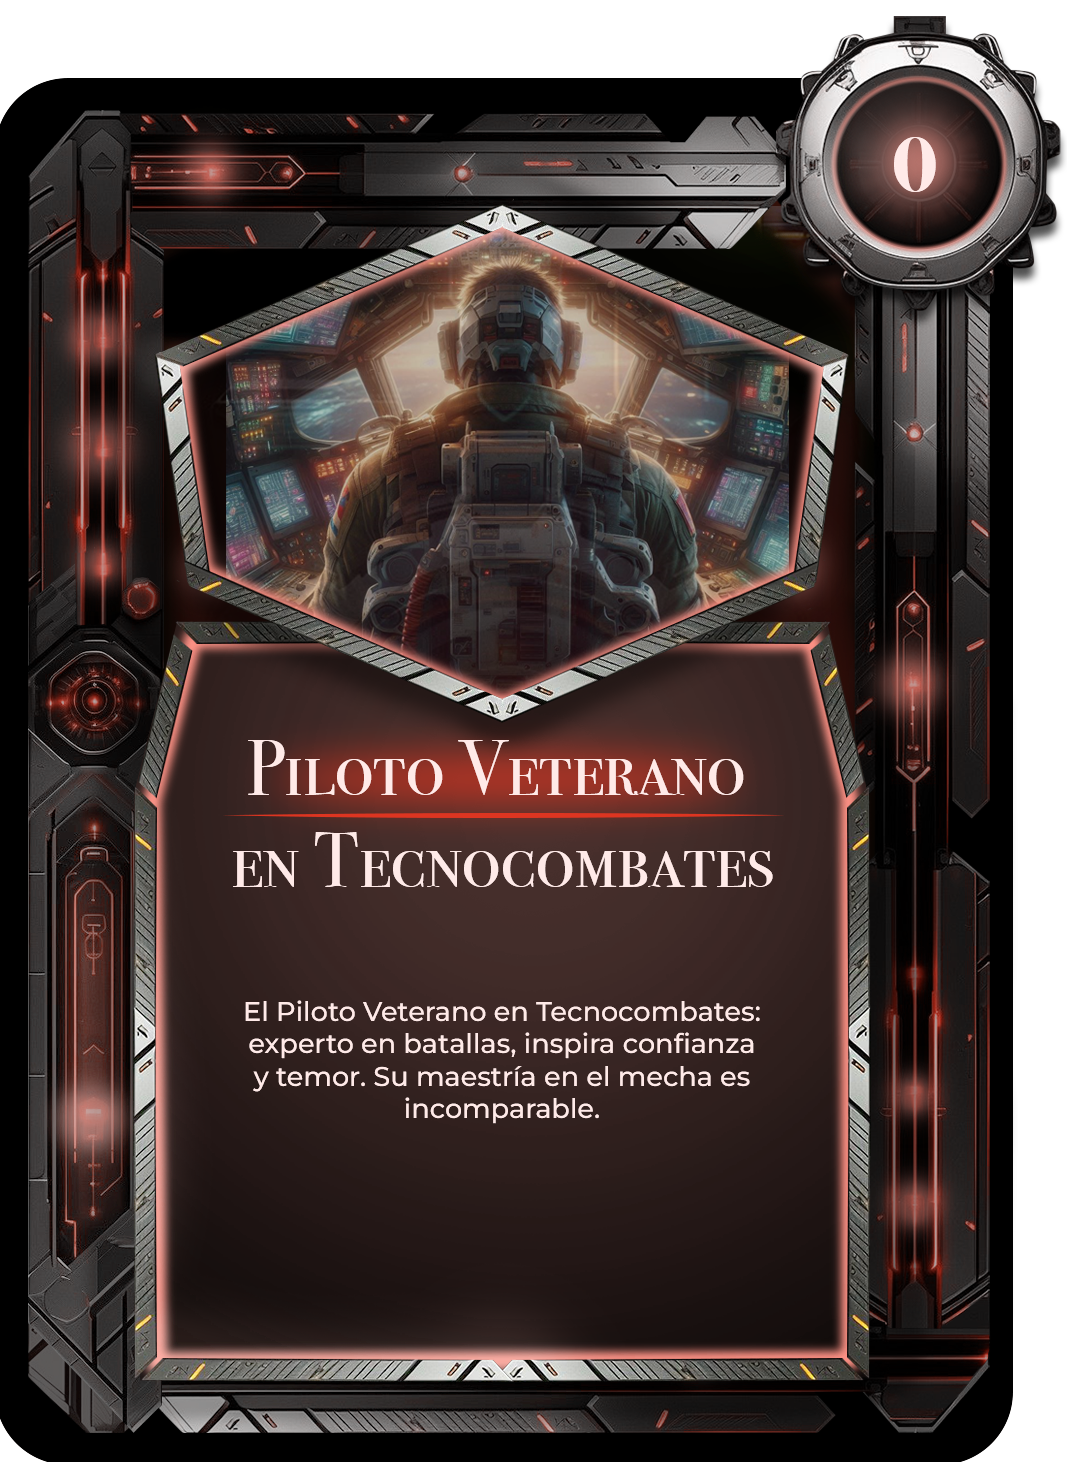 0
Piloto Veterano
en Tecnocombates
El Piloto Veterano en Tecnocombates:
experto en batallas, inspira confianza
y temor. Su maestría en el mecha es
incomparable.